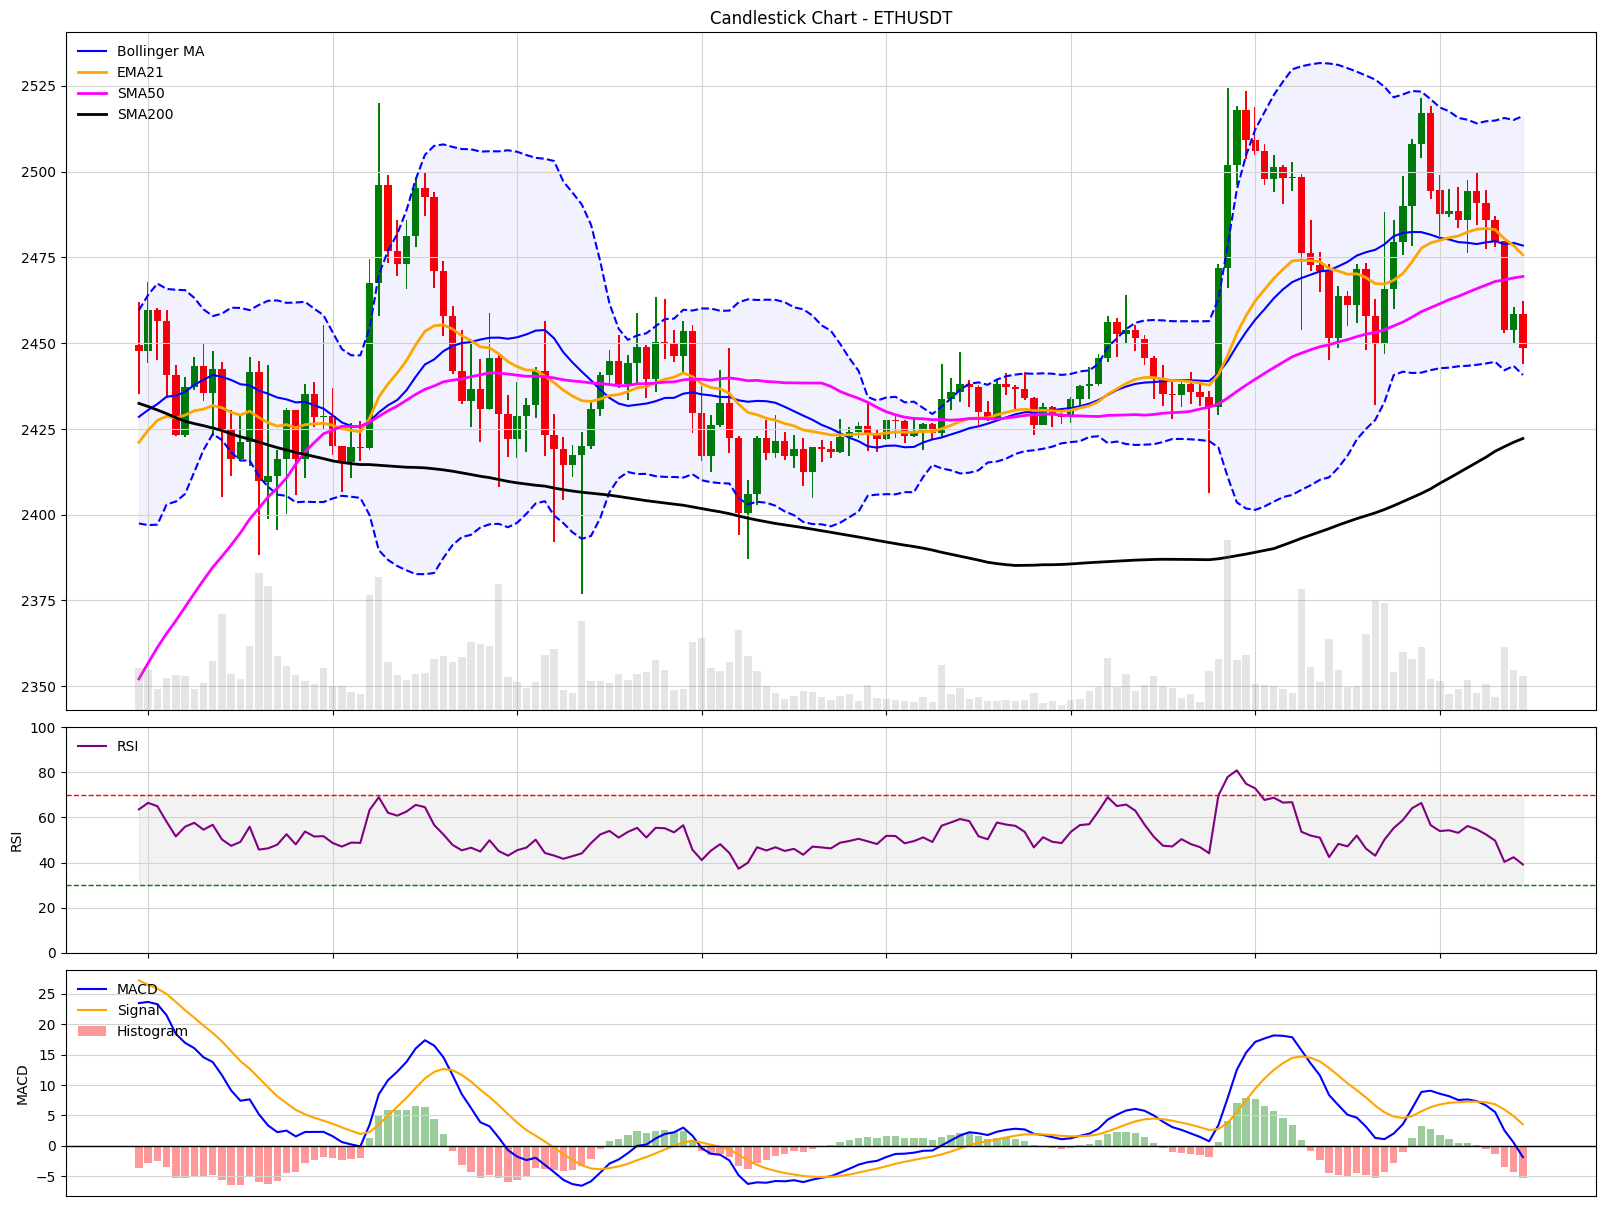 Candlestick Chart - ETHUSDT
Bollinger MA
EMA21
SMA50
SMA200
2525
2500
2475
2450
2425
2400
2375
2350
RSI
100
80
60
40
20
0
RSI
MACD
Signal
Histogram
25
20
15
10
5
0
−5
MACD